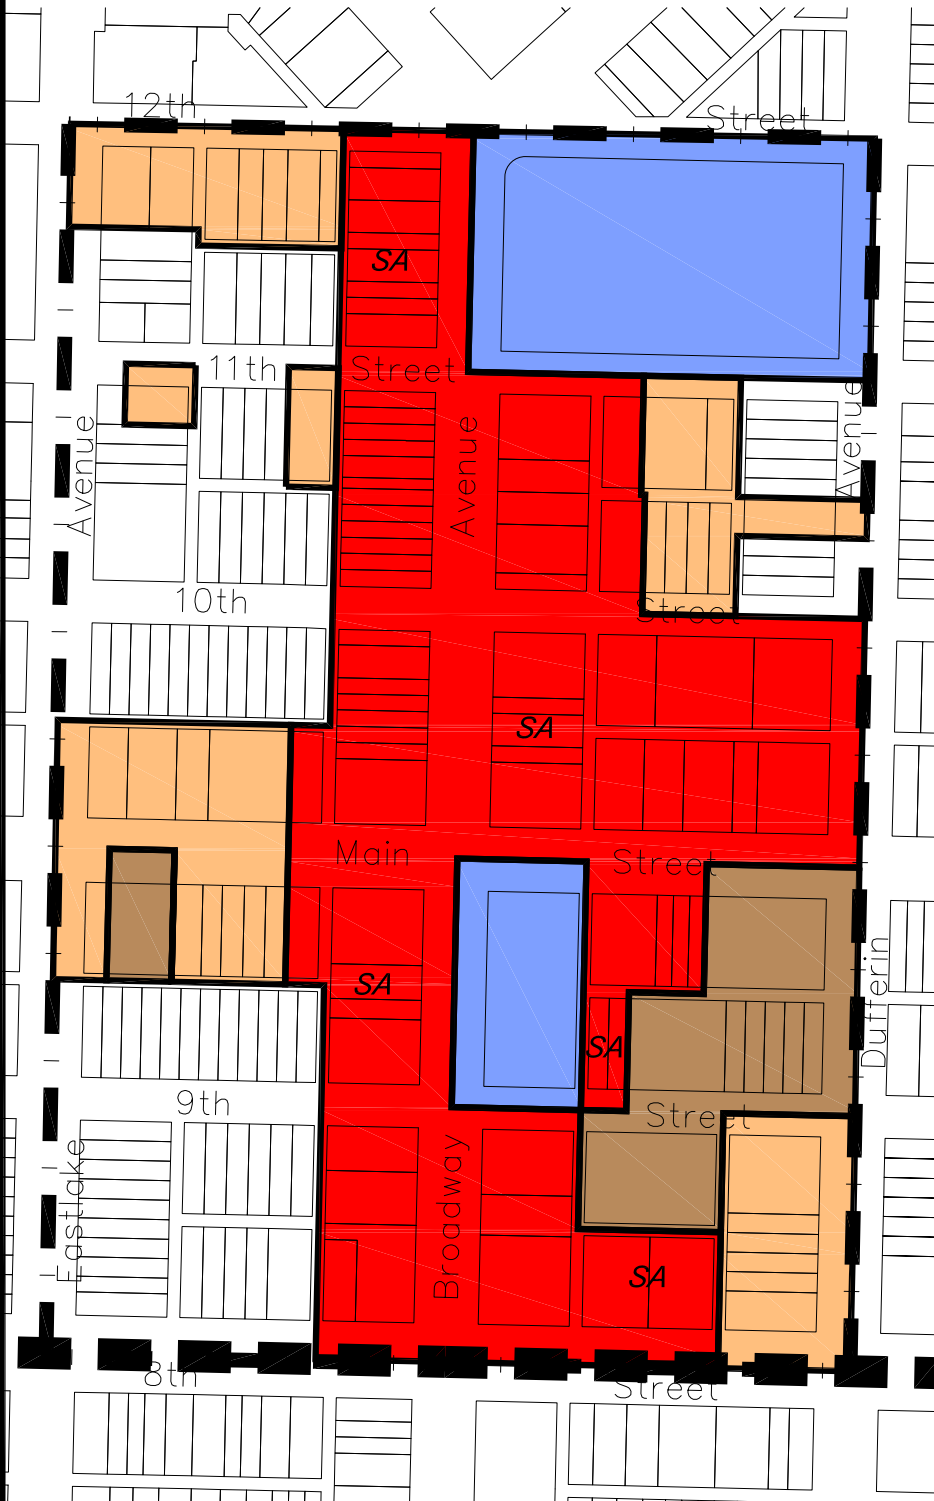 12th Street
SA
11th Street
Avenue
Avenue
Avenue
10th Street
SA
Main Street
SA
SA
Dufferin
9th Street
Eastlake
Broadway
SA
8th Street